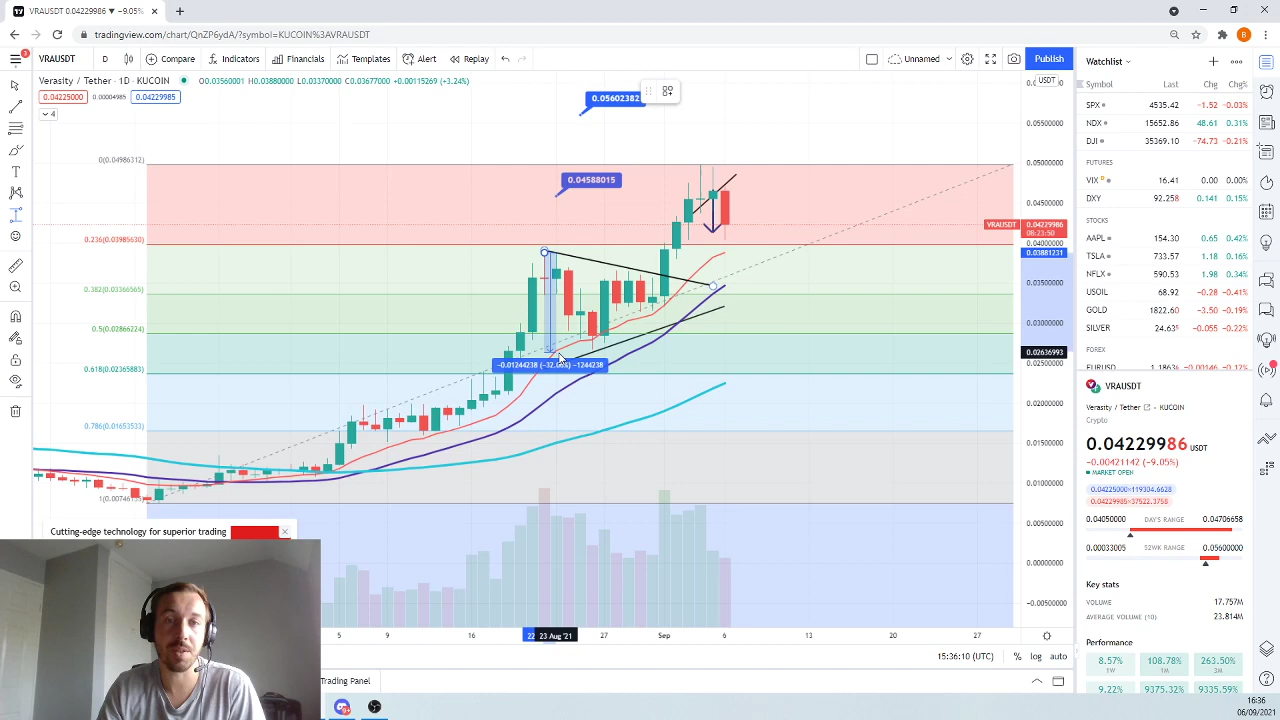 VRAUSDT ▾ 0.04229986 ▼ −9.05%
tradingview.com/chart/QnZP6ydA/?symbol=KUCOIN%3AVRAUSDT
B
3
VRAUSDT D Compare Indicators Financials Templates Alert Replay Unnamed Publish
Verasity / Tether · 1D · KUCOIN O0.03560001 H0.03880000 L0.03370000 C0.03677000 +0.00115269 (+3.24%)
0.04225000 0.00004985 0.04229985
4
USDT
0.05602382
0.04588015
0(0.04986312)
0.236(0.03985630)
0.382(0.03366565)
0.5(0.02866224)
0.618(0.02365883)
0.786(0.01653533)
−0.01244238 (−32.06%) −1244238
0.05500000
0.05000000
0.04500000
VRAUSDT 0.04229986
08:23:50
0.04000000
0.03881231
0.03500000
0.03000000
0.02636993
0.02500000
0.02000000
0.01500000
0.01000000
0.00500000
0.00000000
−0.00500000
Cutting-edge technology for superior trading
5 9 16 22 23 Aug '21 27 Sep 6 13 20 27
15:36:10 (UTC) % log auto
Trading Panel
Watchlist
Symbol Last Chg Chg%
SPX 4535.42 −1.52 −0.03%
NDX 15652.86 48.61 0.31%
DJI 35369.10 −74.73 −0.21%
FUTURES
VIX D 16.41 0.00 0.00%
DXY 92.258 0.141 0.15%
STOCKS
AAPL 154.30 0.65 0.42%
TSLA 1.18 0.16%
NFLX 590.53 1.98 0.34%
USOIL 68.92 −0.28 −0.41%
GOLD 1822.60 −3.50 −0.19%
SILVER 24.635 −0.055 −0.22%
FOREX
EURUSD
VRAUSDT
Verasity / Tether · KUCOIN
Crypto
0.04229986 USDT
−0.00421142 (−9.05%)
MARKET OPEN
0.04225000×119304.6628
0.04229985×37522.3758
0.04050000 DAY'S RANGE 0.04706658
0.00033005 52WK RANGE 0.05600000
Key stats
VOLUME 17.757M
AVERAGE VOLUME (10) 23.814M
Performance
8.57% 108.78% 263.50%
1W 1M 3M
9.22% 9375.32% 9335.59%
16:36
06/09/2021